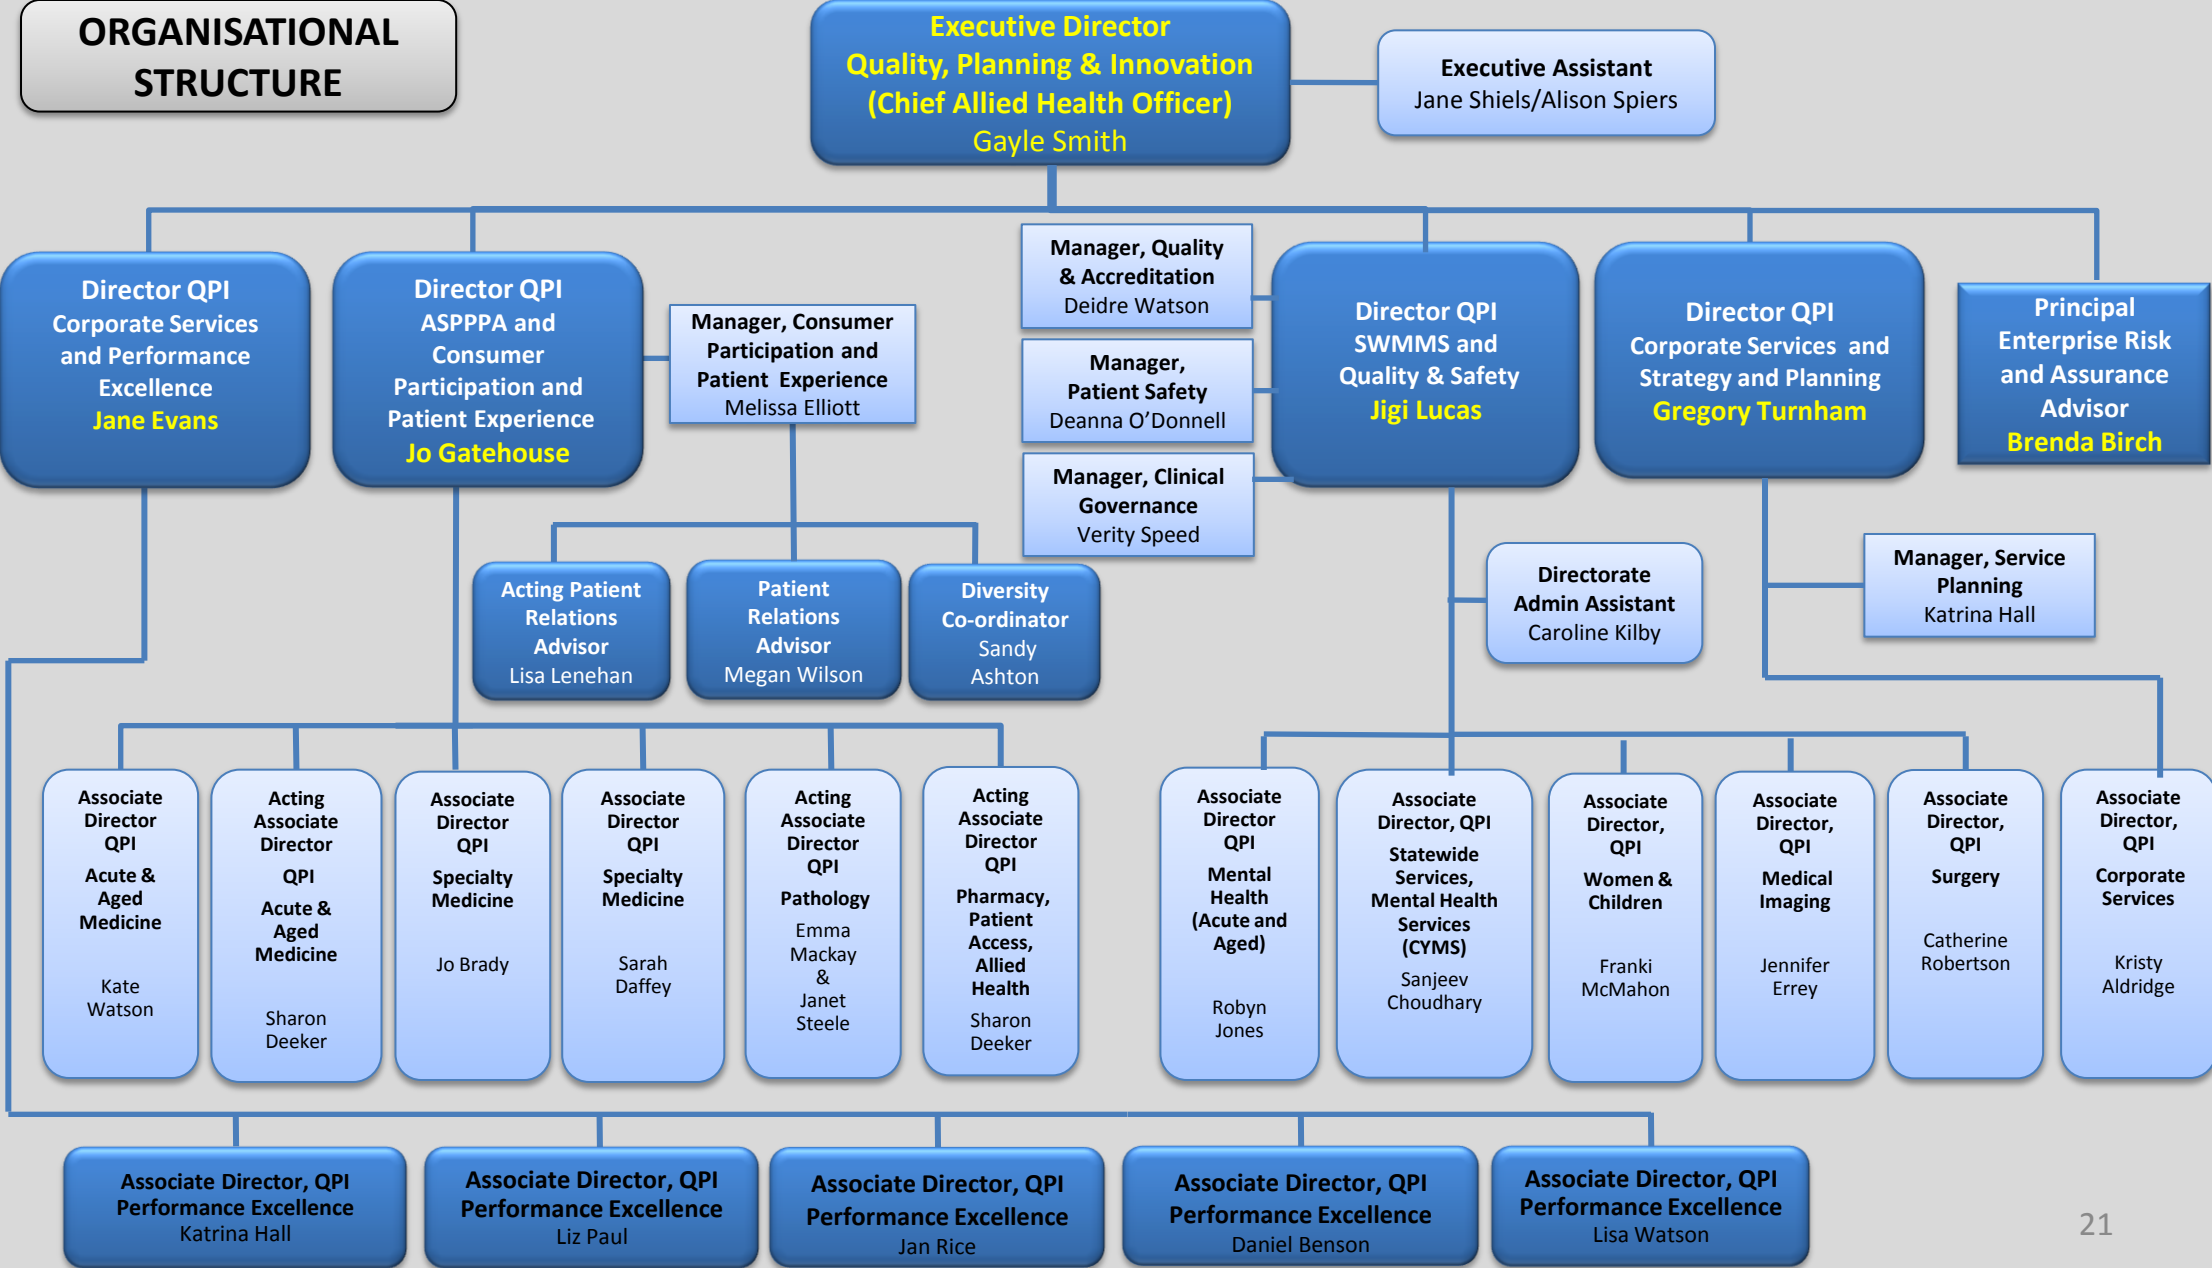 ORGANISATIONAL
STRUCTURE
Executive Director
Quality, Planning & Innovation
(Chief Allied Health Officer)
Gayle Smith
Executive Assistant
Jane Shiels/Alison Spiers
Director QPI
Corporate Services
and Performance
Excellence
Jane Evans
Director QPI
ASPPPA and
Consumer
Participation and
Patient Experience
Jo Gatehouse
Manager, Consumer
Participation and
Patient Experience
Melissa Elliott
Manager, Quality
& Accreditation
Deidre Watson
Manager,
Patient Safety
Deanna O’Donnell
Manager, Clinical
Governance
Verity Speed
Director QPI
SWMMS and
Quality & Safety
Jigi Lucas
Director QPI
Corporate Services and
Strategy and Planning
Gregory Turnham
Principal
Enterprise Risk
and Assurance
Advisor
Brenda Birch
Acting Patient
Relations
Advisor
Lisa Lenehan
Patient
Relations
Advisor
Megan Wilson
Diversity
Co-ordinator
Sandy
Ashton
Directorate
Admin Assistant
Caroline Kilby
Manager, Service
Planning
Katrina Hall
Associate
Director
QPI
Acute &
Aged
Medicine
Kate
Watson
Acting
Associate
Director
QPI
Acute &
Aged
Medicine
Sharon
Deeker
Associate
Director
QPI
Specialty
Medicine
Jo Brady
Associate
Director
QPI
Specialty
Medicine
Sarah
Daffey
Acting
Associate
Director
QPI
Pathology
Emma
Mackay
&
Janet
Steele
Acting
Associate
Director
QPI
Pharmacy,
Patient
Access,
Allied
Health
Sharon
Deeker
Associate
Director
QPI
Mental
Health
(Acute and
Aged)
Robyn
Jones
Associate
Director, QPI
Statewide
Services,
Mental Health
Services
(CYMS)
Sanjeev
Choudhary
Associate
Director,
QPI
Women &
Children
Franki
McMahon
Associate
Director,
QPI
Medical
Imaging
Jennifer
Errey
Associate
Director,
QPI
Surgery
Catherine
Robertson
Associate
Director,
QPI
Corporate
Services
Kristy
Aldridge
Associate Director, QPI
Performance Excellence
Katrina Hall
Associate Director, QPI
Performance Excellence
Liz Paul
Associate Director, QPI
Performance Excellence
Jan Rice
Associate Director, QPI
Performance Excellence
Daniel Benson
Associate Director, QPI
Performance Excellence
Lisa Watson
21